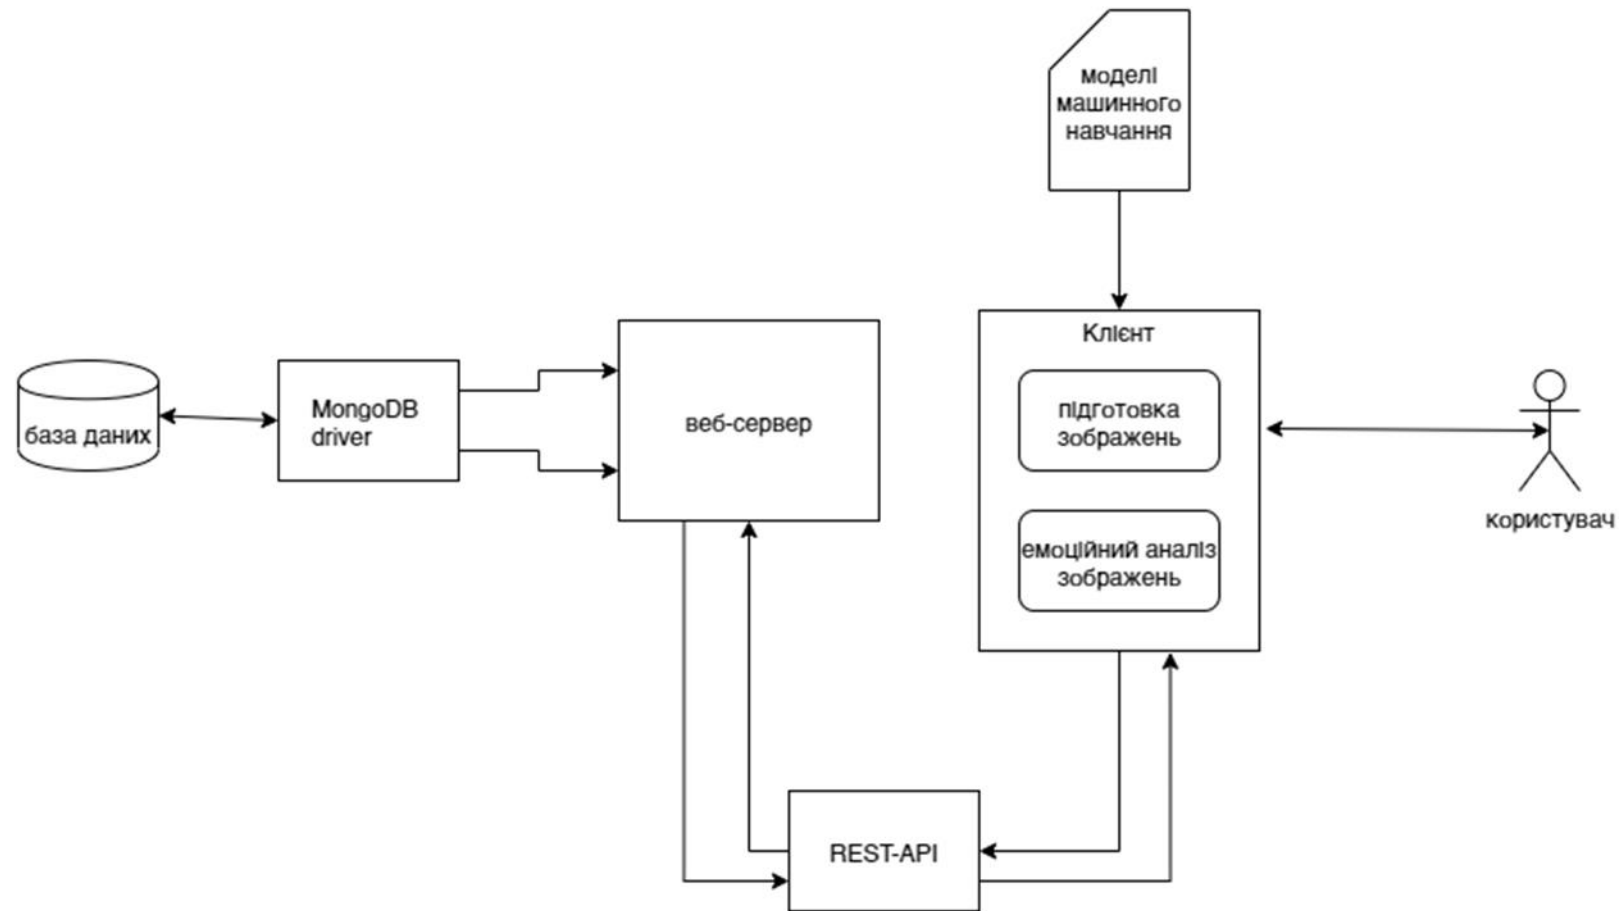 моделі
машинного
навчання
Клієнт
підготовка
зображень
емоційний аналіз
зображень
користувач
веб-сервер
MongoDB
driver
база даних
REST-API